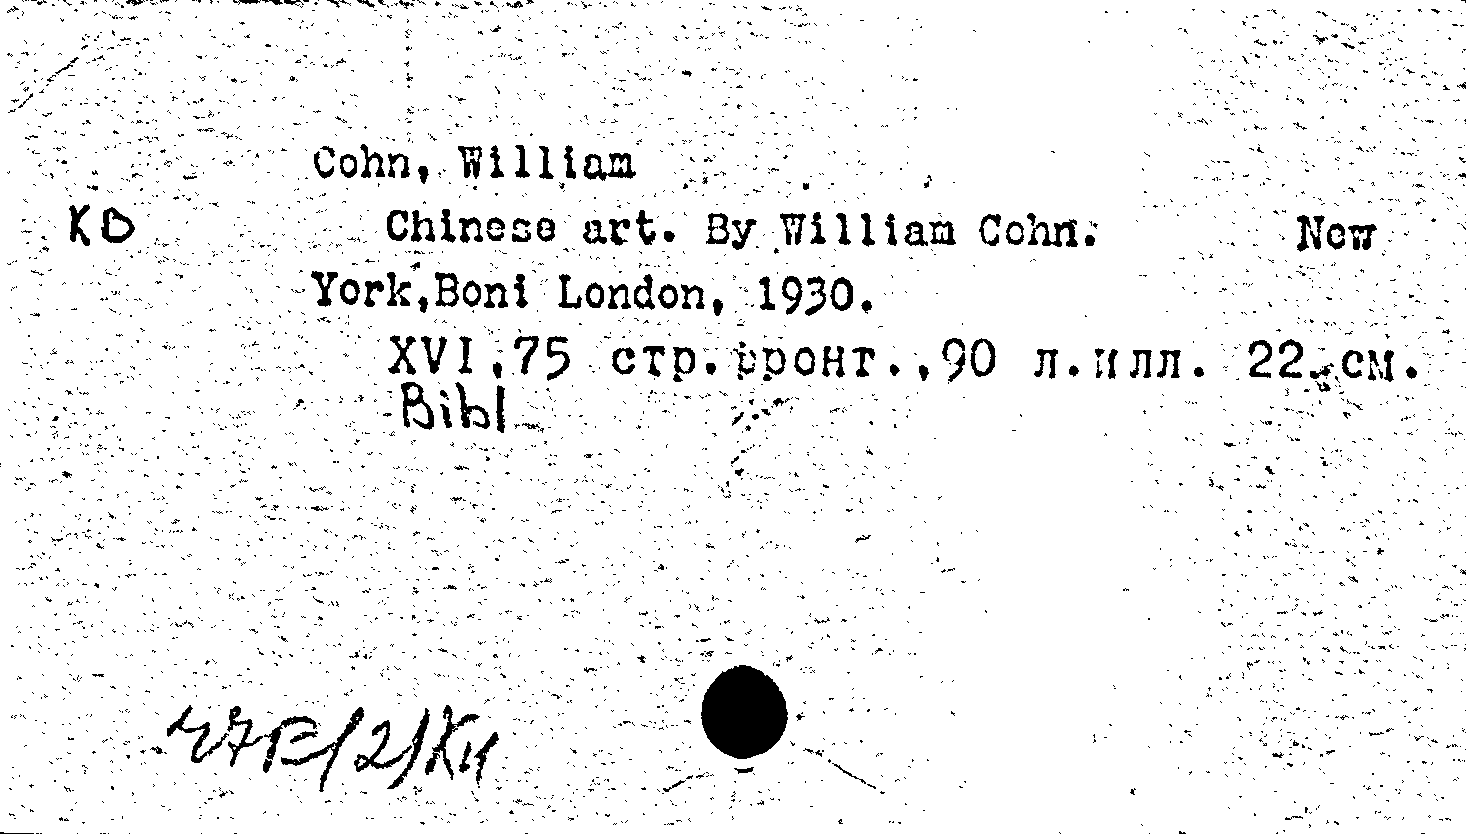 Cohn, William
KD Chinese art. By William Cohn. New
York,Boni London, 1930.
XVI,75 стр.фронт.,90 л.илл. 22.см.
Bibl